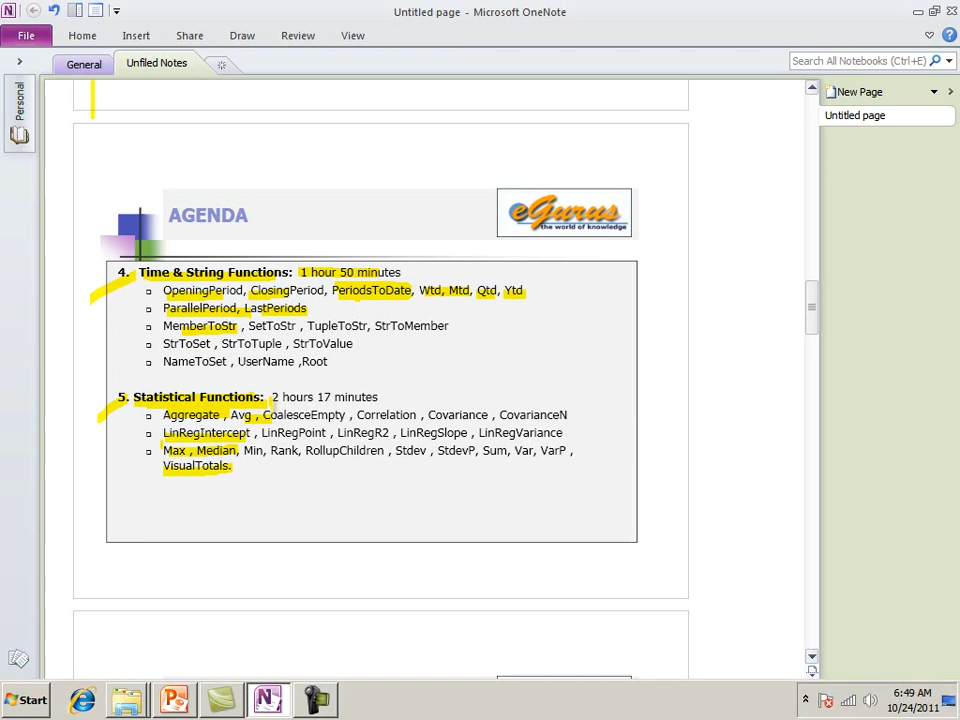 Untitled page - Microsoft OneNote
File Home Insert Share Draw Review View
General Unfiled Notes Search All Notebooks (Ctrl+E)
Personal
New Page
Untitled page
AGENDA
eGurus
the world of knowledge
4. Time & String Functions: 1 hour 50 minutes
OpeningPeriod, ClosingPeriod, PeriodsToDate, Wtd, Mtd, Qtd, Ytd
ParallelPeriod, LastPeriods
MemberToStr , SetToStr , TupleToStr, StrToMember
StrToSet , StrToTuple , StrToValue
NameToSet , UserName ,Root
5. Statistical Functions: 2 hours 17 minutes
Aggregate , Avg , CoalesceEmpty , Correlation , Covariance , CovarianceN
LinRegIntercept , LinRegPoint , LinRegR2 , LinRegSlope , LinRegVariance
Max , Median, Min, Rank, RollupChildren , Stdev , StdevP, Sum, Var, VarP ,
VisualTotals.
Start
6:49 AM
10/24/2011